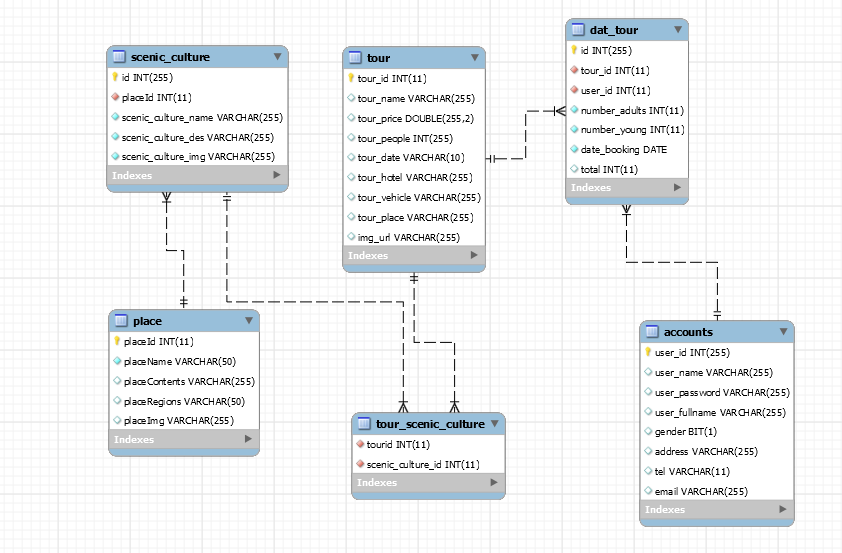 scenic_culture
id INT(255)
placeId INT(11)
scenic_culture_name VARCHAR(255)
scenic_culture_des VARCHAR(255)
scenic_culture_img VARCHAR(255)
Indexes
tour
tour_id INT(11)
tour_name VARCHAR(255)
tour_price DOUBLE(255,2)
tour_people INT(255)
tour_date VARCHAR(10)
tour_hotel VARCHAR(255)
tour_vehicle VARCHAR(255)
tour_place VARCHAR(255)
img_url VARCHAR(255)
Indexes
dat_tour
id INT(255)
tour_id INT(11)
user_id INT(11)
number_adults INT(11)
number_young INT(11)
date_booking DATE
total INT(11)
Indexes
place
placeId INT(11)
placeName VARCHAR(50)
placeContents VARCHAR(255)
placeRegions VARCHAR(50)
placeImg VARCHAR(255)
Indexes
tour_scenic_culture
tourid INT(11)
scenic_culture_id INT(11)
Indexes
accounts
user_id INT(255)
user_name VARCHAR(255)
user_password VARCHAR(255)
user_fullname VARCHAR(255)
gender BIT(1)
address VARCHAR(255)
tel VARCHAR(11)
email VARCHAR(255)
Indexes